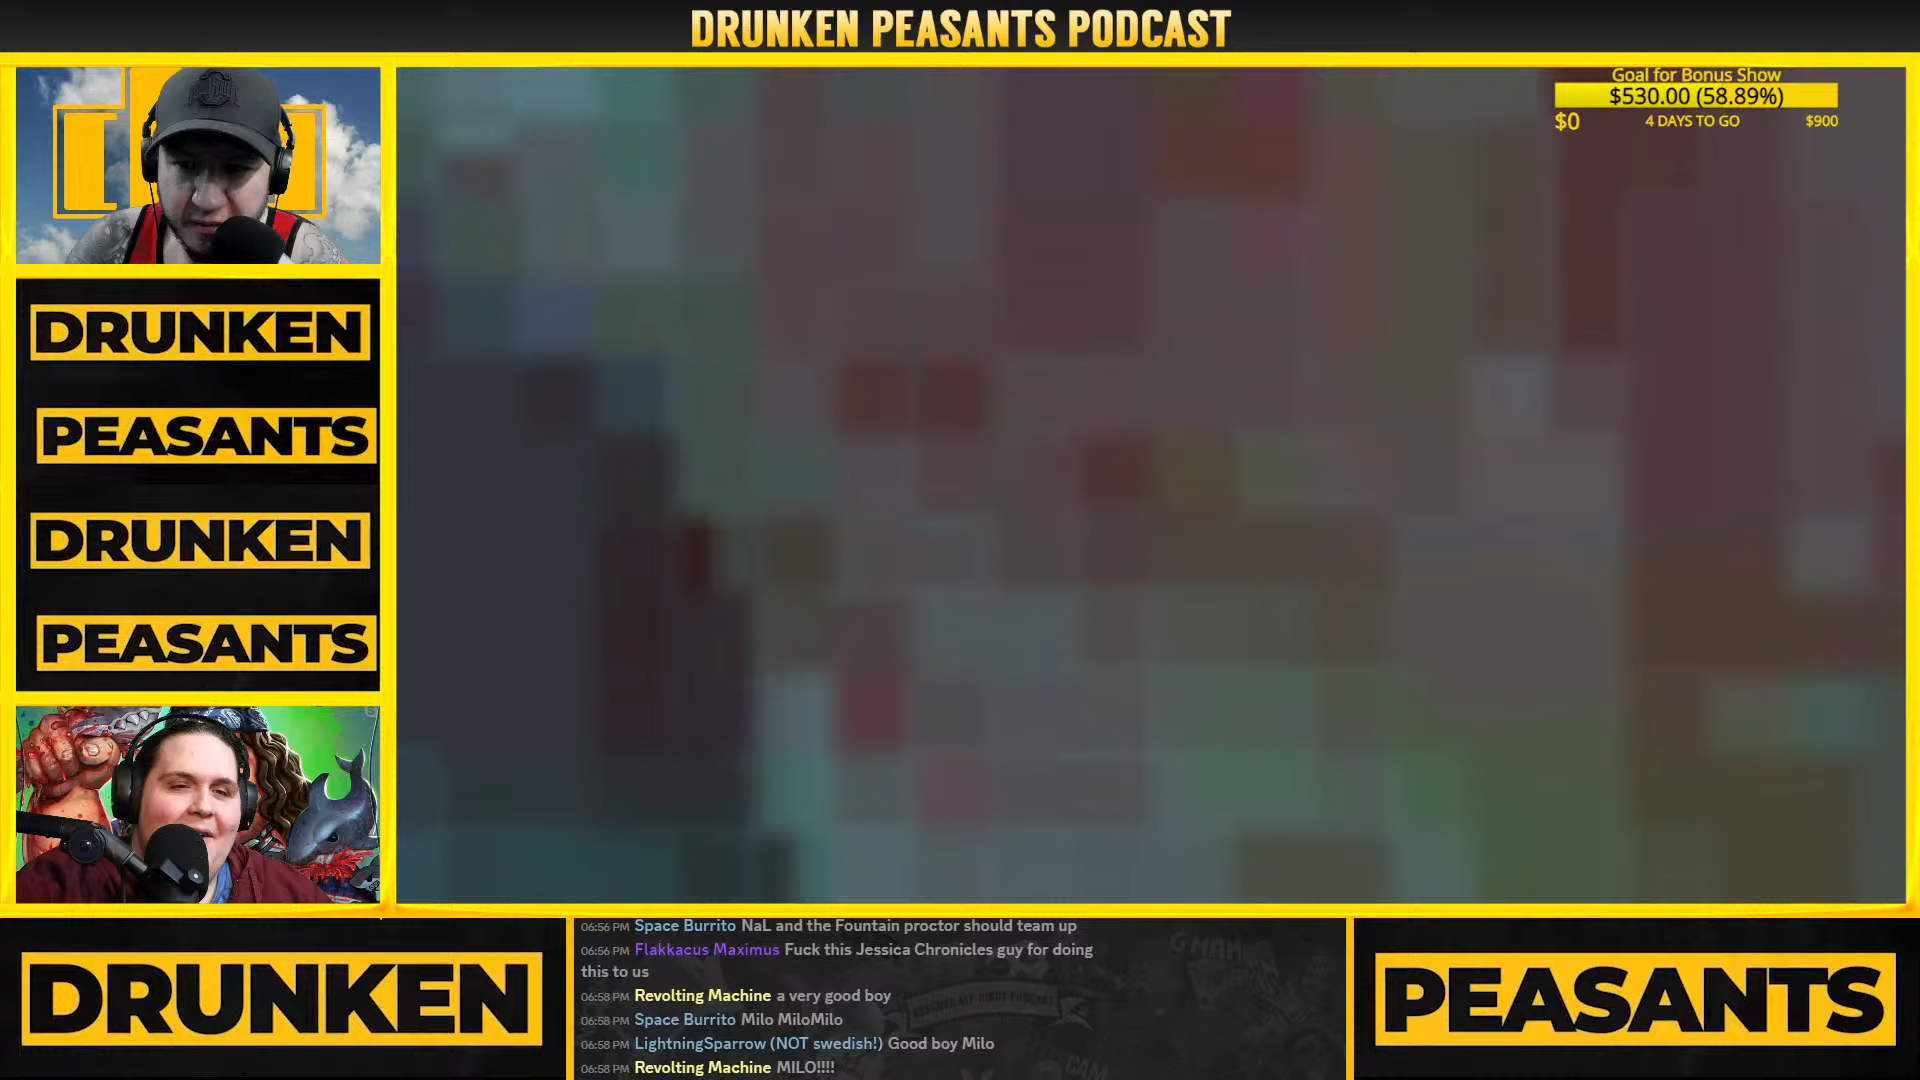 DRUNKEN PEASANTS PODCAST
Goal for Bonus Show
$530.00 (58.89%)
$0 4 DAYS TO GO $900
DRUNKEN
PEASANTS
DRUNKEN
PEASANTS
06:56 PM Space Burrito NaL and the Fountain proctor should team up
06:56 PM Flakkacus Maximus Fuck this Jessica Chronicles guy for doing
this to us
06:58 PM Revolting Machine a very good boy
06:58 PM Space Burrito Milo MiloMilo
06:58 PM LightningSparrow (NOT swedish!) Good boy Milo
06:58 PM Revolting Machine MILO!!!!
DRUNKEN
PEASANTS